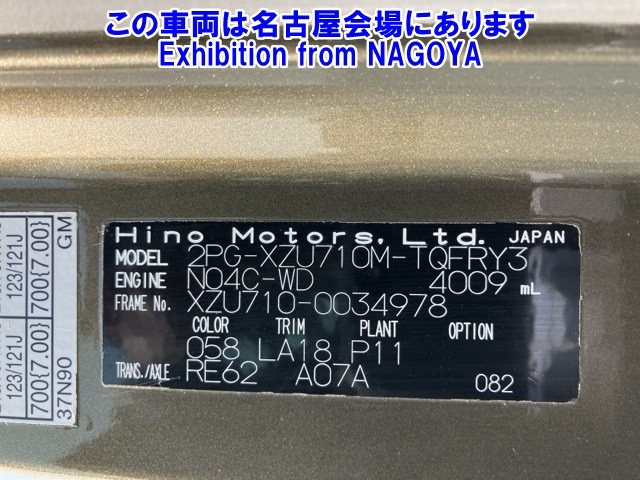 この車両は名古屋会場にあります
Exhibition from NAGOYA
Hino Motors, Ltd. JAPAN
MODEL 2PG-XZU710M-TQFRY3
ENGINE N04C-WD 4009 mL
FRAME No. XZU710-0034978
COLOR TRIM PLANT OPTION
058 LA18 P11
TRANS./AXLE RE62 A07A 082
123/121J
700{7.00}
123/121J
700{7.00} GM
37N90